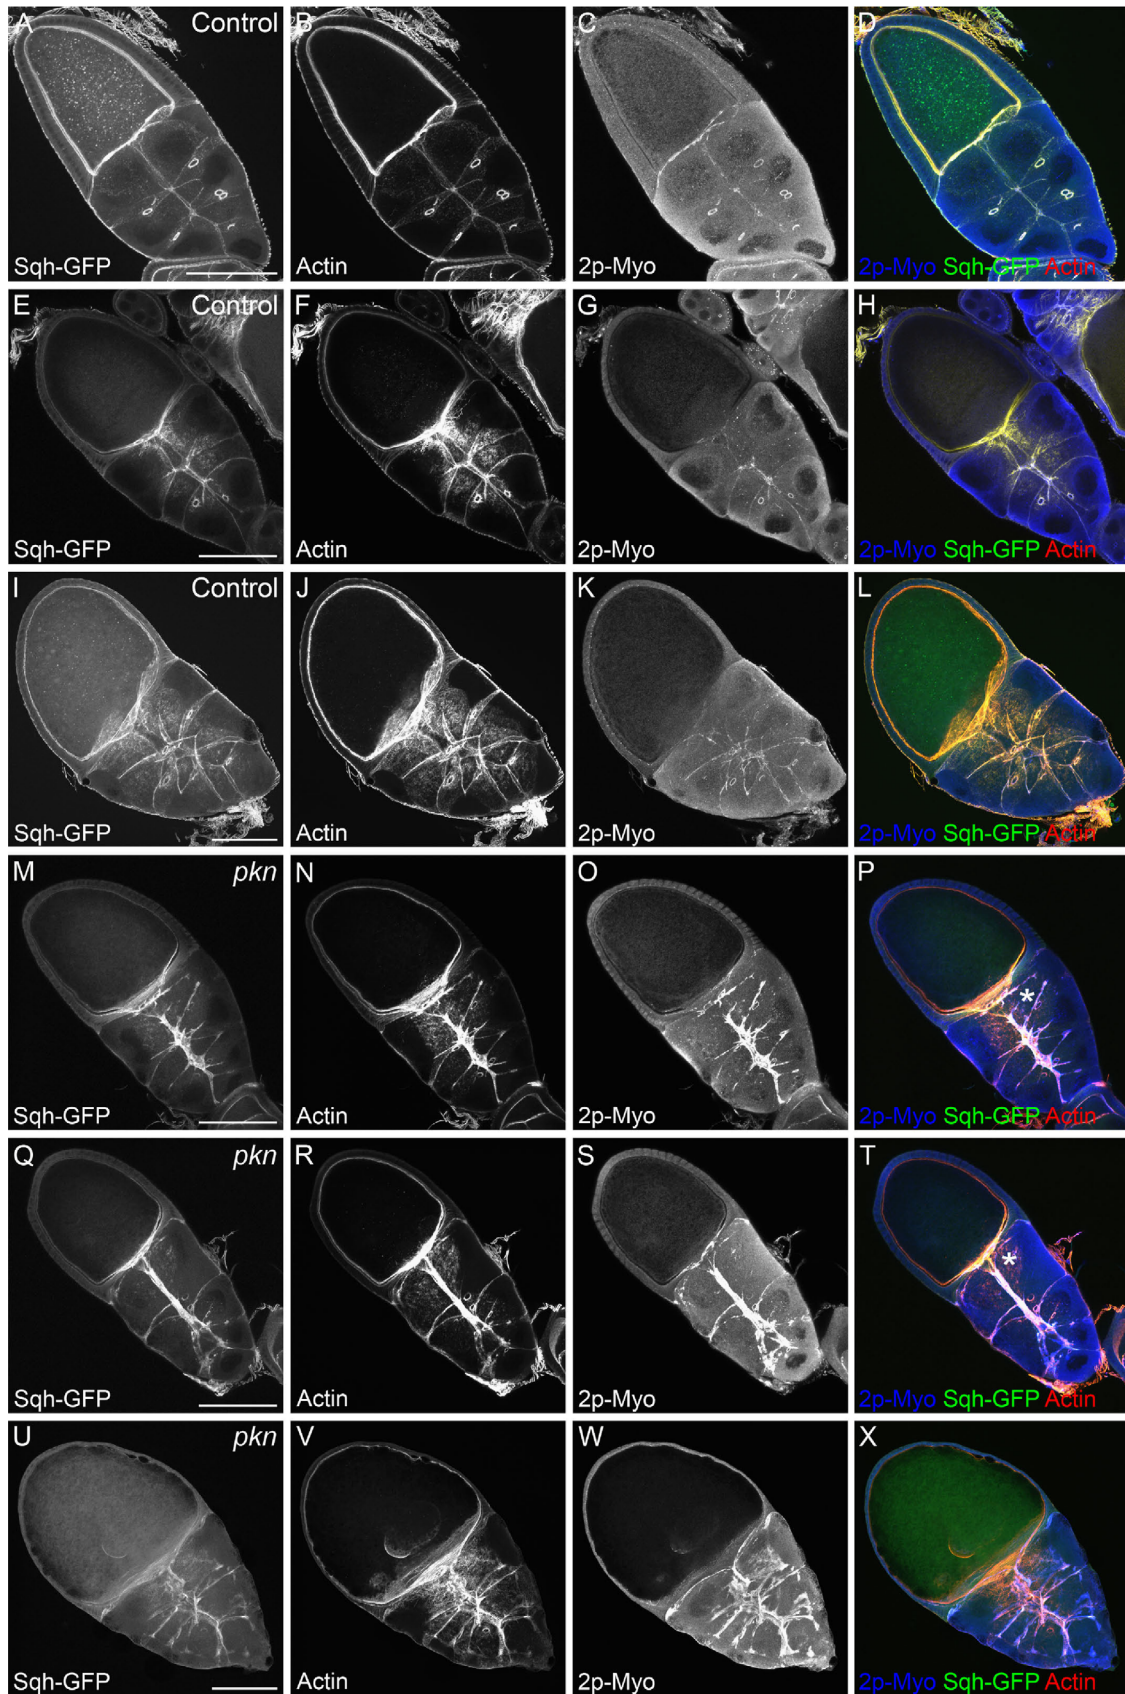 A Control B C D
Sqh-GFP Actin 2p-Myo 2p-Myo Sqh-GFP Actin
E Control F G H
Sqh-GFP Actin 2p-Myo 2p-Myo Sqh-GFP Actin
I Control J K L
Sqh-GFP Actin 2p-Myo 2p-Myo Sqh-GFP Actin
M pkn N O P
*
Sqh-GFP Actin 2p-Myo 2p-Myo Sqh-GFP Actin
Q pkn R S T
*
Sqh-GFP Actin 2p-Myo 2p-Myo Sqh-GFP Actin
U pkn V W X
Sqh-GFP Actin 2p-Myo 2p-Myo Sqh-GFP Actin